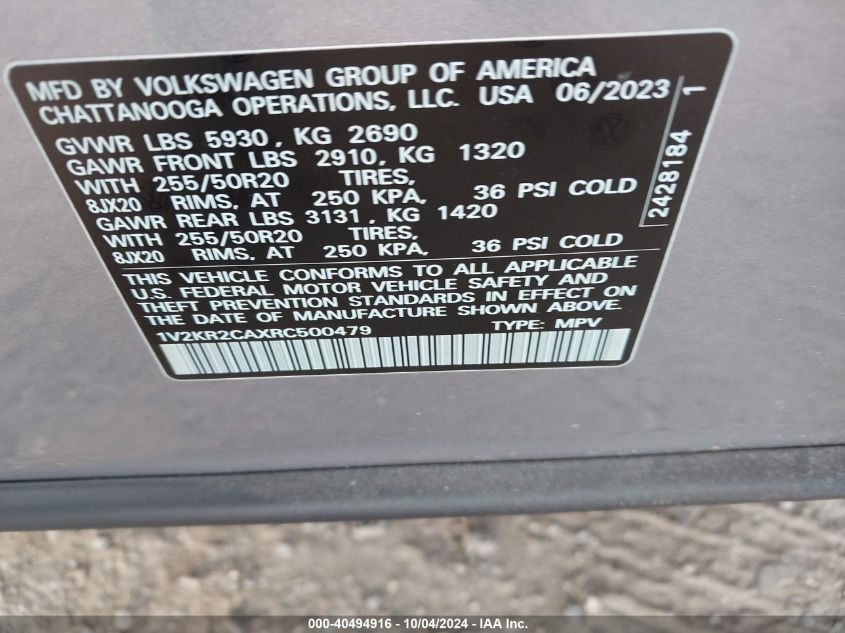 MFD BY VOLKSWAGEN GROUP OF AMERICA
CHATTANOOGA OPERATIONS, LLC. USA 06/2023
GVWR LBS 5930, KG 2690
GAWR FRONT LBS 2910, KG 1320
WITH 255/50R20 TIRES,
8JX20 RIMS, AT 250 KPA, 36 PSI COLD
GAWR REAR LBS 3131, KG 1420
WITH 255/50R20 TIRES,
8JX20 RIMS, AT 250 KPA, 36 PSI COLD
THIS VEHICLE CONFORMS TO ALL APPLICABLE
U.S. FEDERAL MOTOR VEHICLE SAFETY AND
THEFT PREVENTION STANDARDS IN EFFECT ON
THE DATE OF MANUFACTURE SHOWN ABOVE.
1V2KR2CAXRC500479 TYPE: MPV
2428184 1
000-40494916 - 10/04/2024 - IAA Inc.